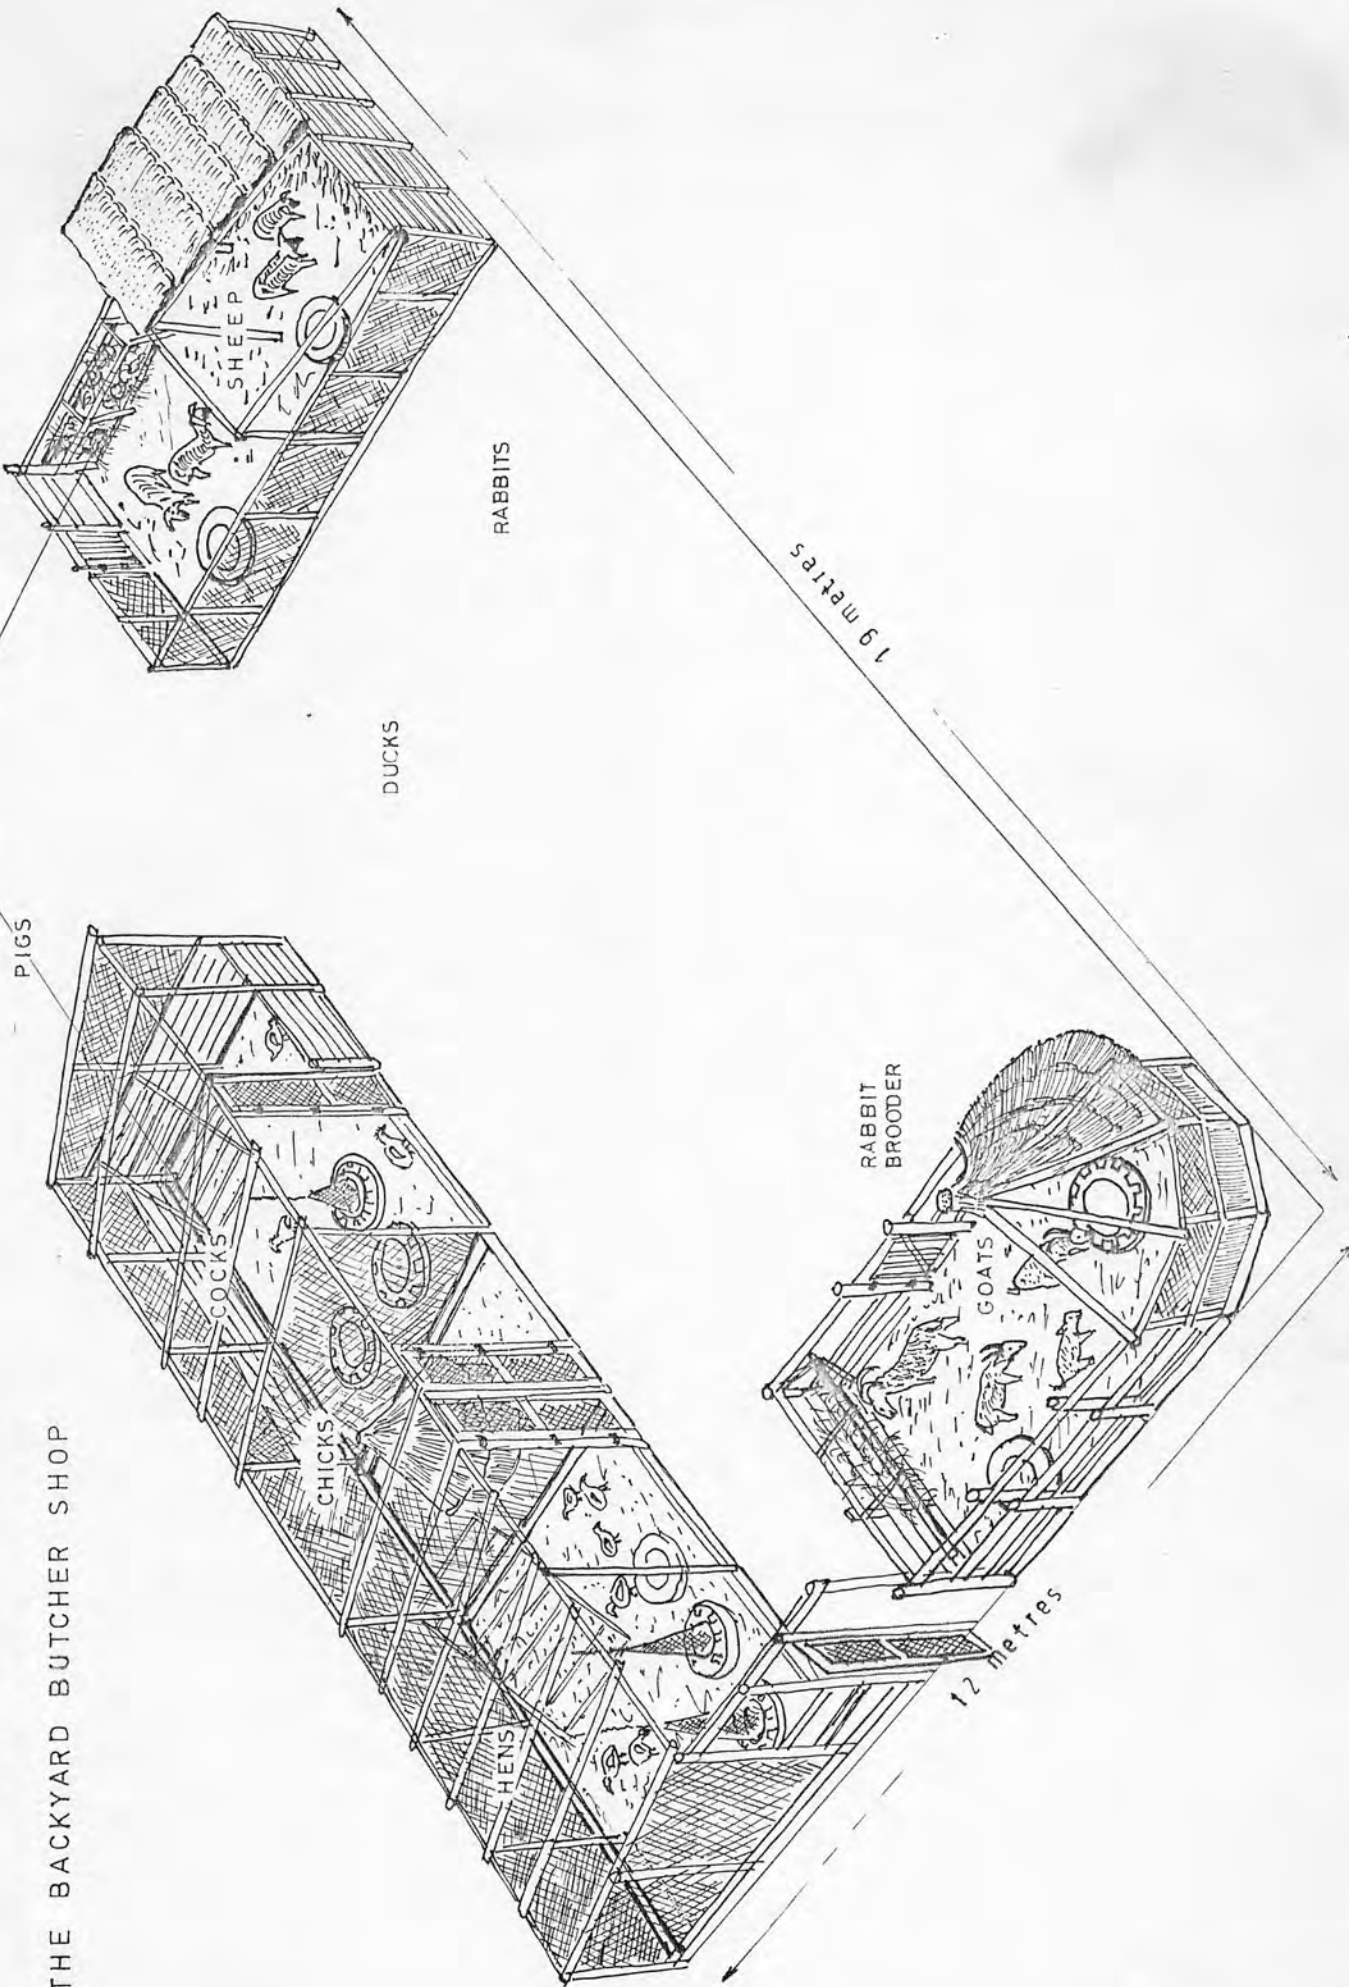 THE BACKYARD BUTCHER SHOP
PIGS
COCKS
CHICKS
HENS
SHEEP
DUCKS
RABBITS
RABBIT
BROODER
GOATS
12 metres
19 metres